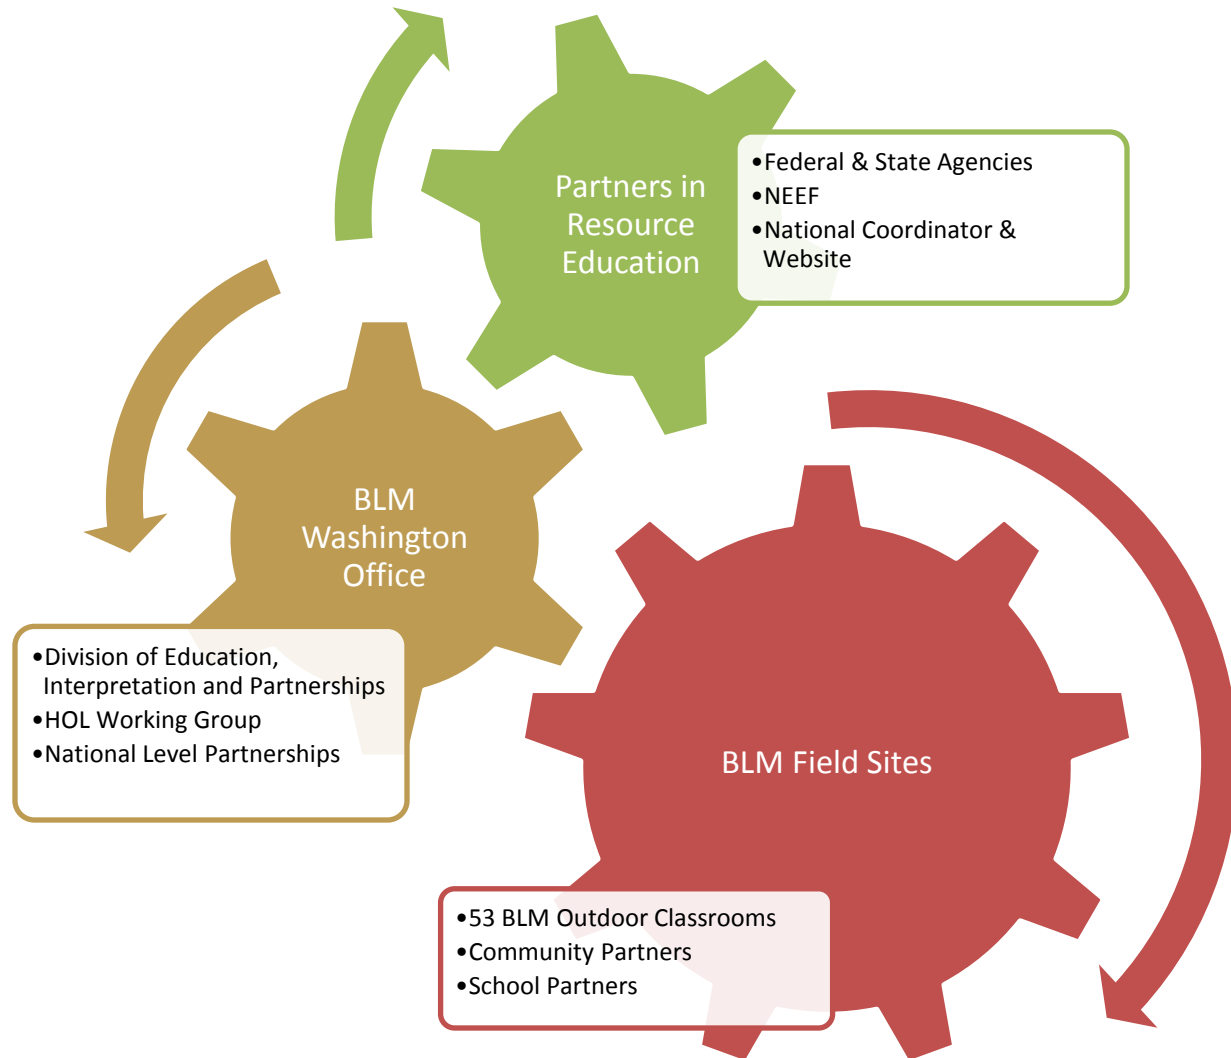 Partners in
Resource
Education
•Federal & State Agencies
•NEEF
•National Coordinator &
Website
BLM
Washington
Office
•Division of Education,
Interpretation and Partnerships
•HOL Working Group
•National Level Partnerships
BLM Field Sites
•53 BLM Outdoor Classrooms
•Community Partners
•School Partners